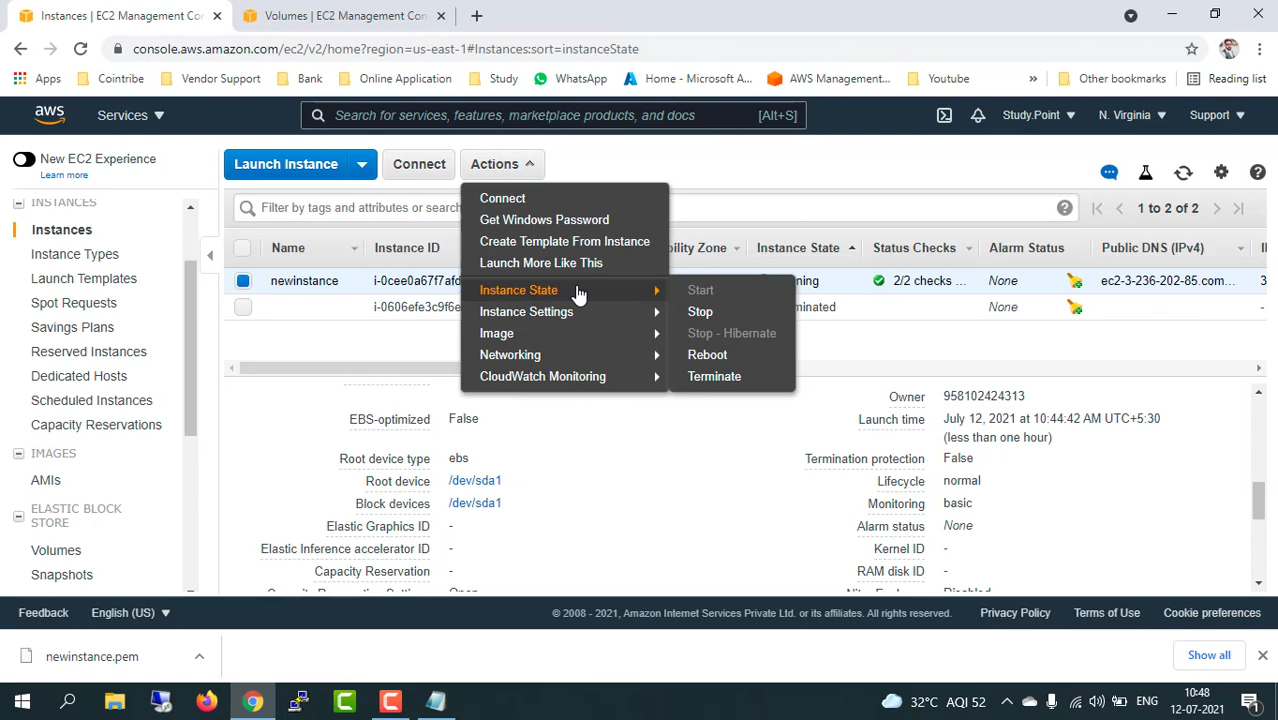 Instances | EC2 Management Con
Volumes | EC2 Management Con
console.aws.amazon.com/ec2/v2/home?region=us-east-1#Instances:sort=instanceState
Apps
Cointribe
Vendor Support
Bank
Online Application
Study
WhatsApp
Home - Microsoft A...
AWS Management...
Youtube
Other bookmarks
Reading list
aws
Services
Search for services, features, marketplace products, and docs
[Alt+S]
Study.Point
N. Virginia
Support
New EC2 Experience
Learn more
Launch Instance
Connect
Actions
Filter by tags and attributes or search
1 to 2 of 2
Name
Instance ID
Zone
Instance State
Status Checks
Alarm Status
Public DNS (IPv4)
newinstance
i-0cee0a67f7afd
2/2 checks ...
None
ec2-3-236-202-85.com...
i-0606efe3c9f6e
None
Connect
Get Windows Password
Create Template From Instance
Launch More Like This
Instance State
Instance Settings
Image
Networking
CloudWatch Monitoring
Start
Stop
Stop - Hibernate
Reboot
Terminate
INSTANCES
Instances
Instance Types
Launch Templates
Spot Requests
Savings Plans
Reserved Instances
Dedicated Hosts
Scheduled Instances
Capacity Reservations
IMAGES
AMIs
ELASTIC BLOCK
STORE
Volumes
Snapshots
EBS-optimized False
Root device type ebs
Root device /dev/sda1
Block devices /dev/sda1
Elastic Graphics ID -
Elastic Inference accelerator ID -
Capacity Reservation -
Owner 958102424313
Launch time July 12, 2021 at 10:44:42 AM UTC+5:30
(less than one hour)
Termination protection False
Lifecycle normal
Monitoring basic
Alarm status None
Kernel ID -
RAM disk ID -
Feedback
English (US)
© 2008 - 2021, Amazon Internet Services Private Ltd. or its affiliates. All rights reserved.
Privacy Policy
Terms of Use
Cookie preferences
newinstance.pem
Show all
32°C AQI 52
ENG
10:48
12-07-2021
1